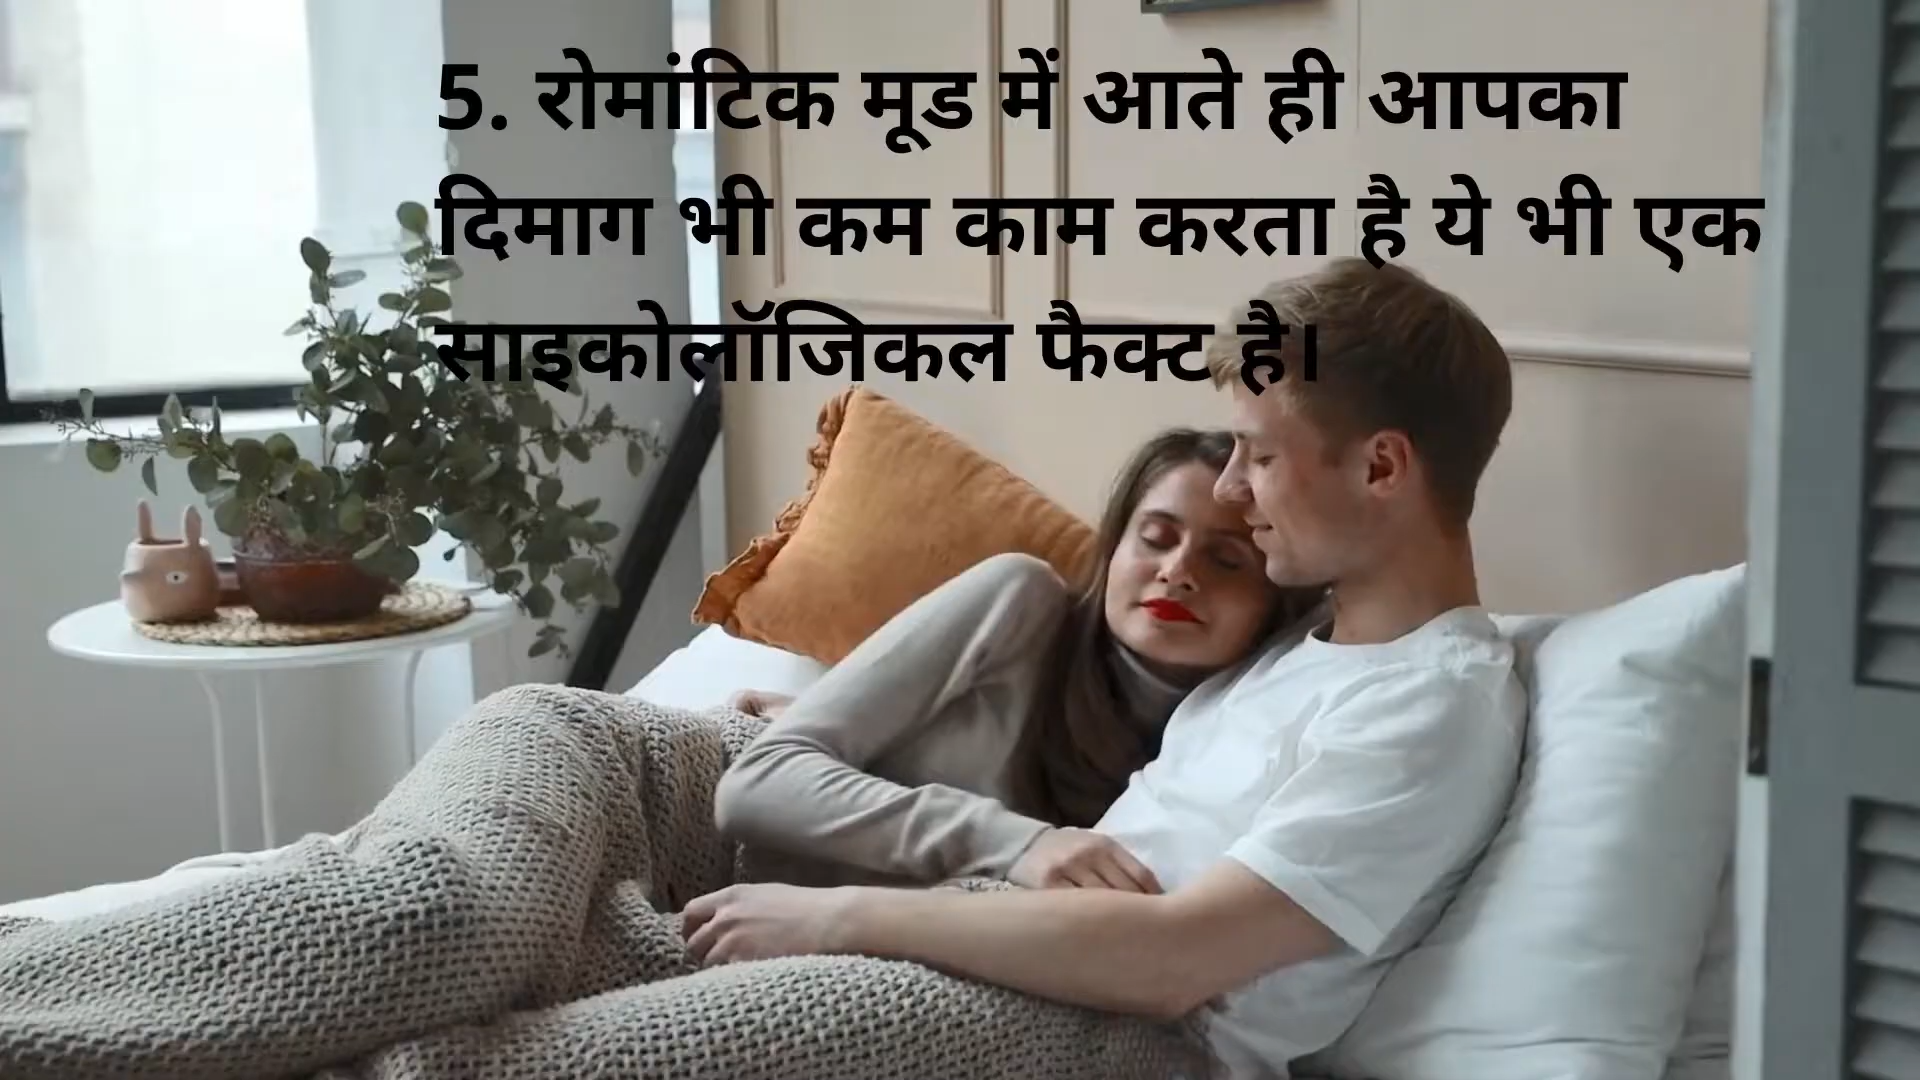 5. रोमांटिक मूड में आते ही आपका
दिमाग भी कम काम करता है ये भी एक
साइकोलॉजिकल फैक्ट है।